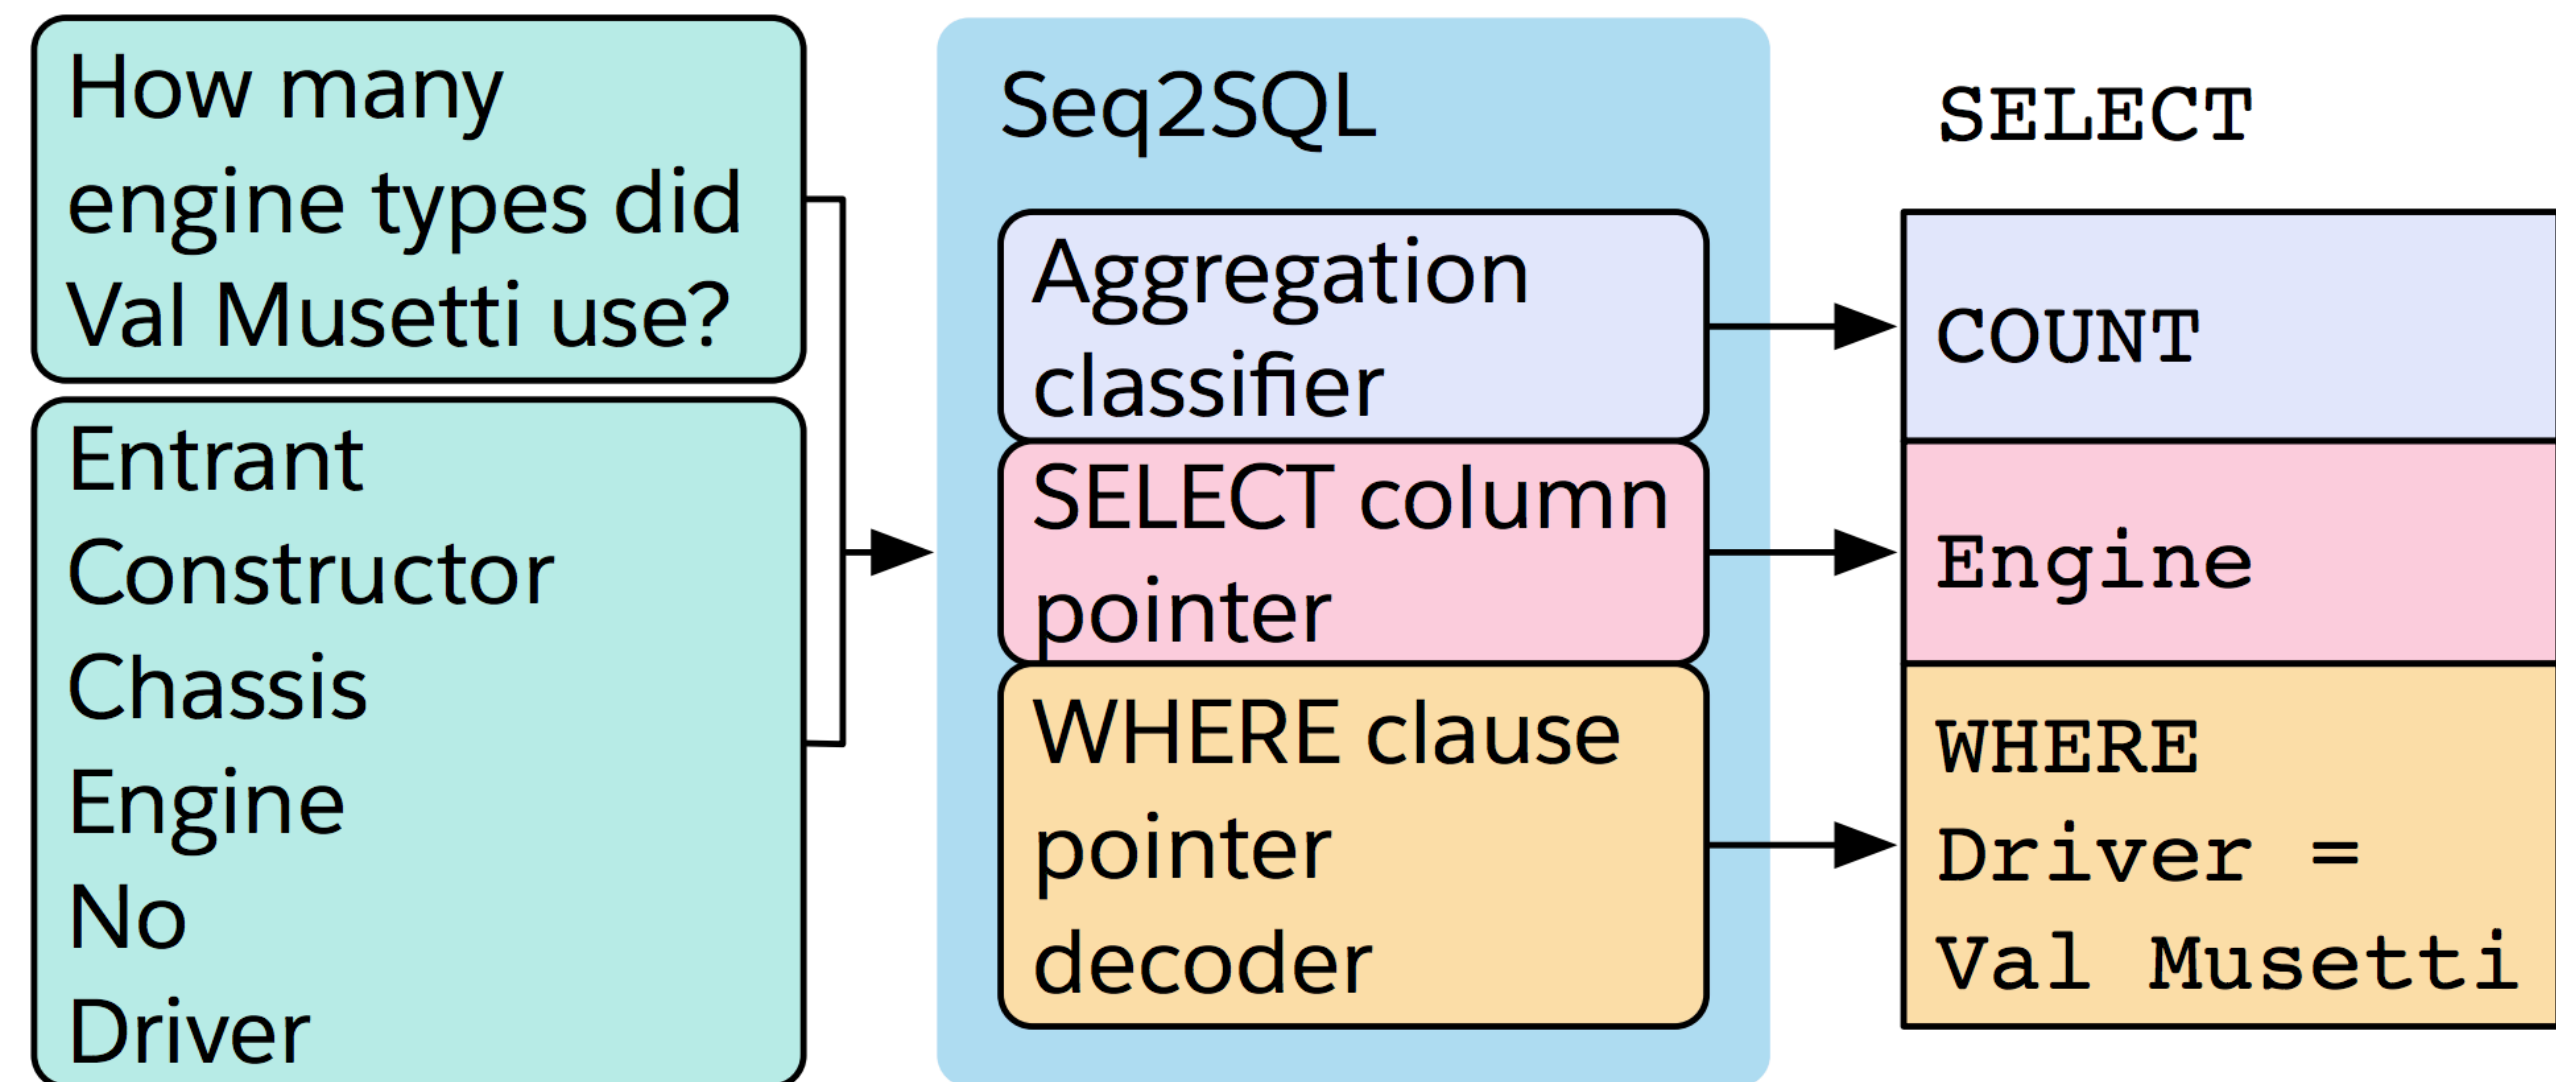 How many
engine types did
Val Musetti use?
Entrant
Constructor
Chassis
Engine
No
Driver
Seq2SQL
Aggregation
classifier
SELECT column
pointer
WHERE clause
pointer
decoder
SELECT
COUNT
Engine
WHERE
Driver =
Val Musetti